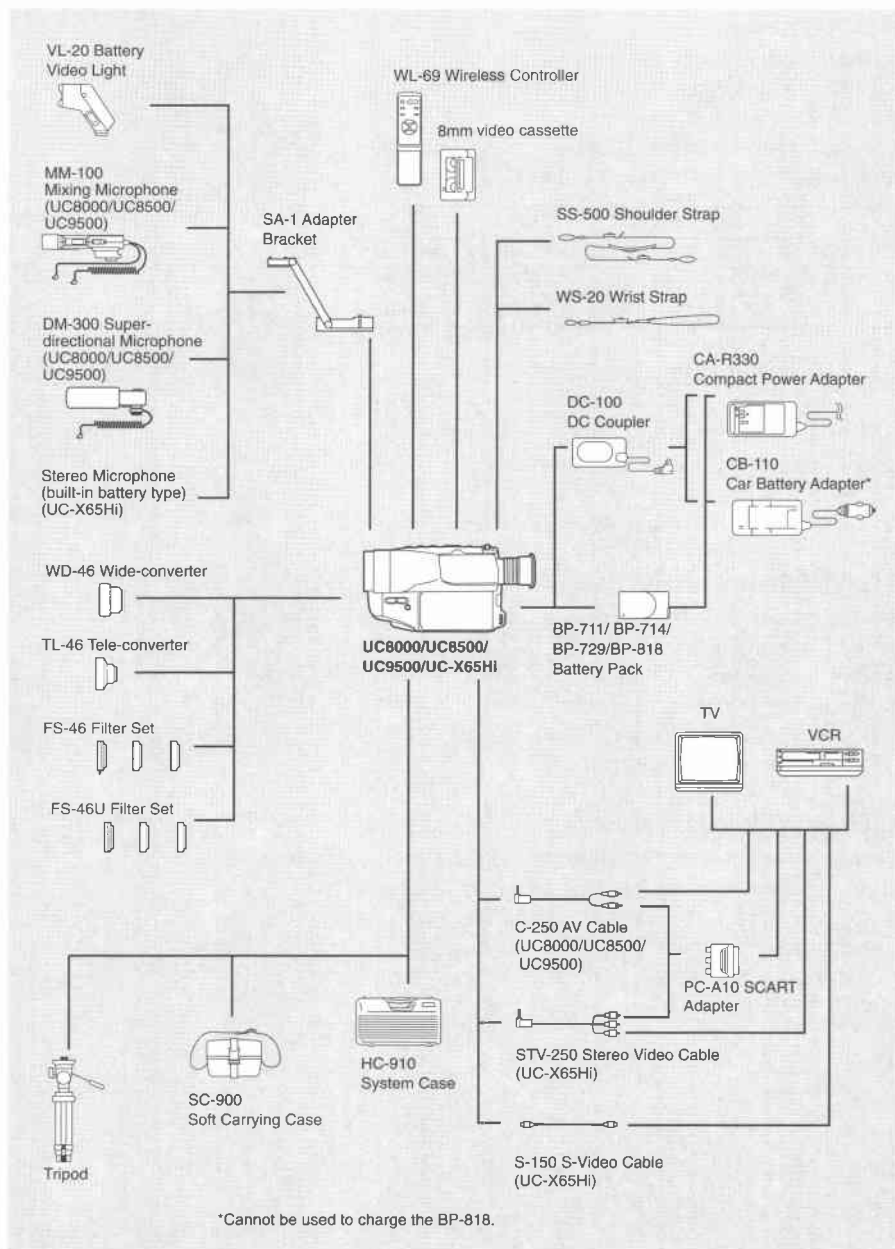 VL-20 Battery
Video Light
MM-100
Mixing Microphone
(UC8000/UC8500/
UC9500)
DM-300 Super-
directional Microphone
(UC8000/UC8500/
UC9500)
Stereo Microphone
(built-in battery type)
(UC-X65Hi)
SA-1 Adapter
Bracket
WL-69 Wireless Controller
8mm video cassette
SS-500 Shoulder Strap
WS-20 Wrist Strap
CA-R330
Compact Power Adapter
DC-100
DC Coupler
CB-110
Car Battery Adapter*
WD-46 Wide-converter
TL-46 Tele-converter
FS-46 Filter Set
FS-46U Filter Set
UC8000/UC8500/
UC9500/UC-X65Hi
BP-711/ BP-714/
BP-729/BP-818
Battery Pack
TV
VCR
C-250 AV Cable
(UC8000/UC8500/
UC9500)
PC-A10 SCART
Adapter
STV-250 Stereo Video Cable
(UC-X65Hi)
S-150 S-Video Cable
(UC-X65Hi)
HC-910
System Case
SC-900
Soft Carrying Case
Tripod
*Cannot be used to charge the BP-818.